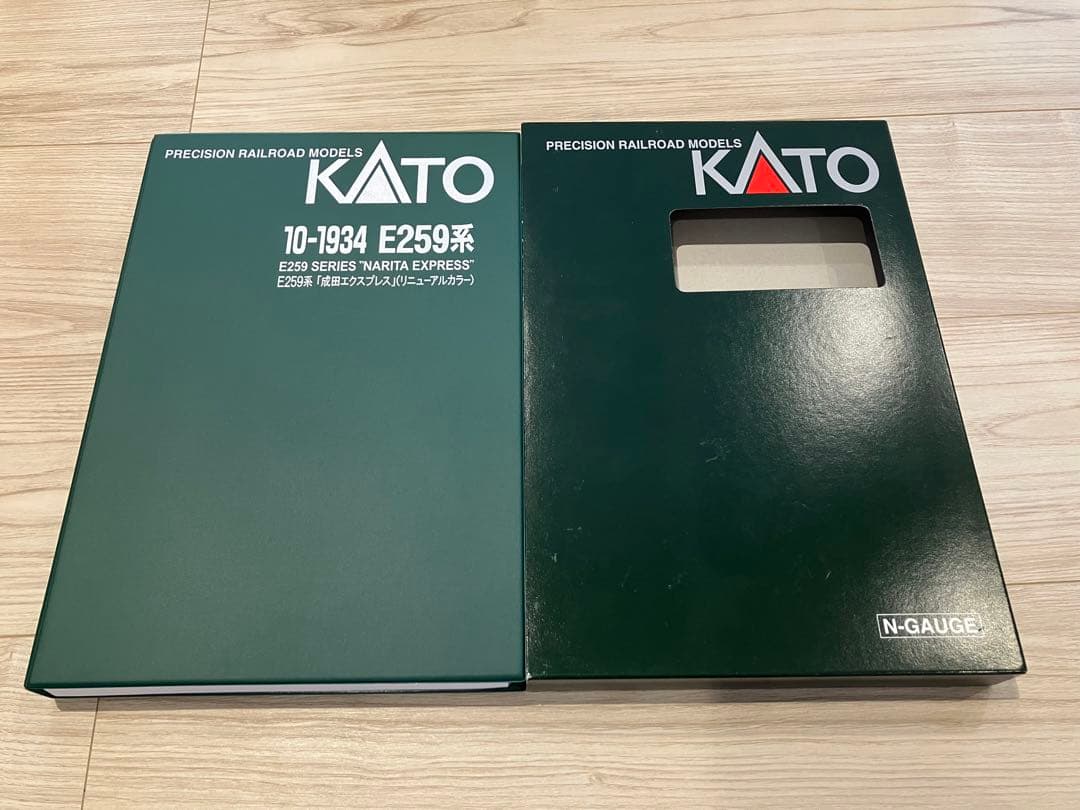 PRECISION RAILROAD MODELS
KATO
10-1934 E259系
E259 SERIES "NARITA EXPRESS"
E259系「成田エクスプレス」(リニューアルカラー)
PRECISION RAILROAD MODELS
KATO
N-GAUGE